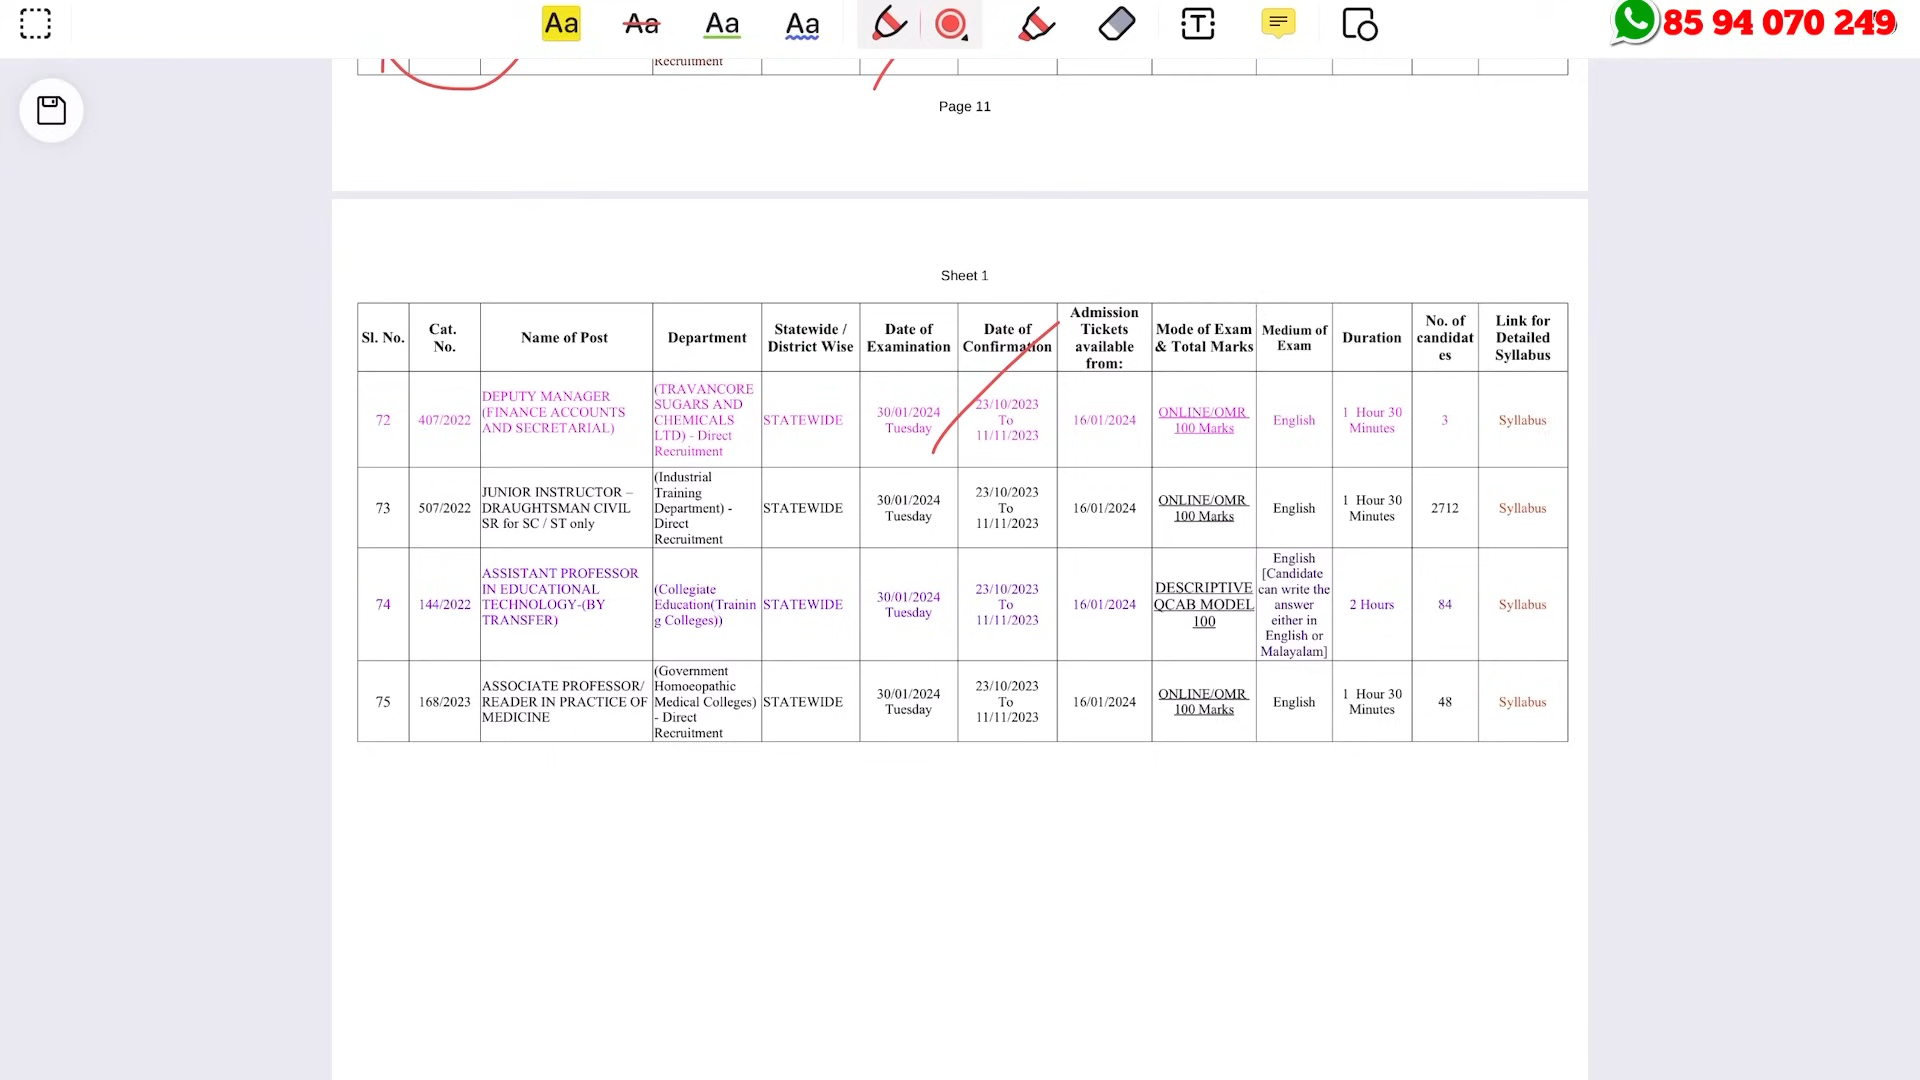 Aa Aa Aa Aa T 85 94 070 249
Recruitment
Page 11
Sheet 1
Sl. No. Cat. No. Name of Post Department Statewide / District Wise Date of Examination Date of Confirmation Admission Tickets available from: Mode of Exam & Total Marks Medium of Exam Duration No. of candidat es Link for Detailed Syllabus
72 407/2022 DEPUTY MANAGER (FINANCE ACCOUNTS AND SECRETARIAL) (TRAVANCORE SUGARS AND CHEMICALS LTD) - Direct Recruitment STATEWIDE 30/01/2024 Tuesday 23/10/2023 To 11/11/2023 16/01/2024 ONLINE/OMR 100 Marks English 1 Hour 30 Minutes 3 Syllabus
73 507/2022 JUNIOR INSTRUCTOR – DRAUGHTSMAN CIVIL SR for SC / ST only (Industrial Training Department) - Direct Recruitment STATEWIDE 30/01/2024 Tuesday 23/10/2023 To 11/11/2023 16/01/2024 ONLINE/OMR 100 Marks English 1 Hour 30 Minutes 2712 Syllabus
74 144/2022 ASSISTANT PROFESSOR IN EDUCATIONAL TECHNOLOGY-(BY TRANSFER) (Collegiate Education(Trainin g Colleges)) STATEWIDE 30/01/2024 Tuesday 23/10/2023 To 11/11/2023 16/01/2024 DESCRIPTIVE QCAB MODEL 100 English [Candidate can write the answer either in English or Malayalam] 2 Hours 84 Syllabus
75 168/2023 ASSOCIATE PROFESSOR/ READER IN PRACTICE OF MEDICINE (Government Homoeopathic Medical Colleges) - Direct Recruitment STATEWIDE 30/01/2024 Tuesday 23/10/2023 To 11/11/2023 16/01/2024 ONLINE/OMR 100 Marks English 1 Hour 30 Minutes 48 Syllabus